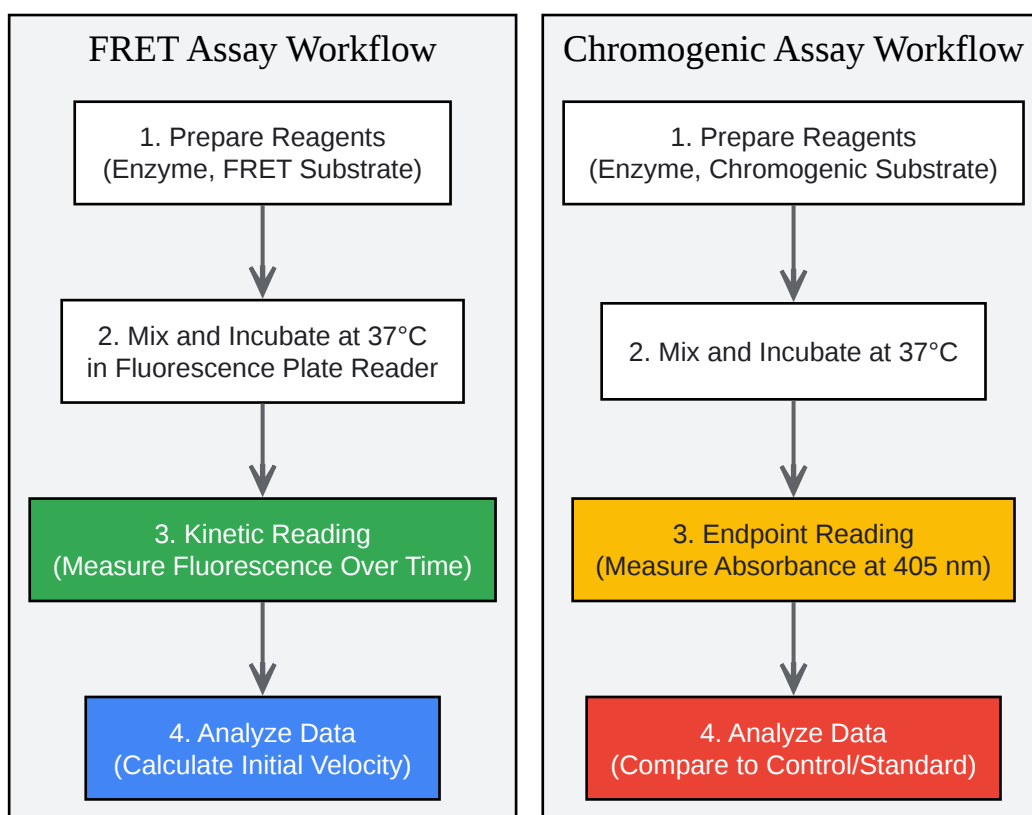 FRET Assay Workflow
1. Prepare Reagents
(Enzyme, FRET Substrate)
2. Mix and Incubate at 37°C
in Fluorescence Plate Reader
3. Kinetic Reading
(Measure Fluorescence Over Time)
4. Analyze Data
(Calculate Initial Velocity)
Chromogenic Assay Workflow
1. Prepare Reagents
(Enzyme, Chromogenic Substrate)
2. Mix and Incubate at 37°C
3. Endpoint Reading
(Measure Absorbance at 405 nm)
4. Analyze Data
(Compare to Control/Standard)